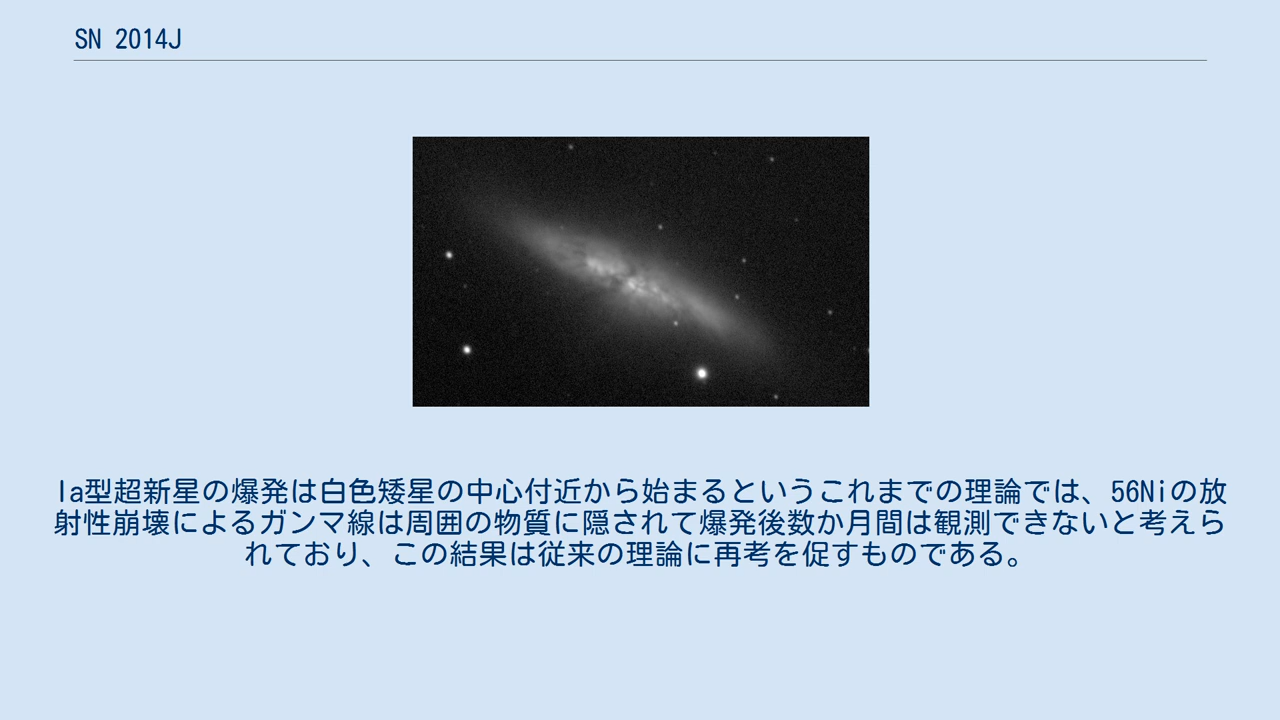 SN 2014J
Ia型超新星の爆発は白色矮星の中心付近から始まるというこれまでの理論では、56Niの放
射性崩壊によるガンマ線は周囲の物質に隠されて爆発後数か月間は観測できないと考えら
れており、この結果は従来の理論に再考を促すものである。